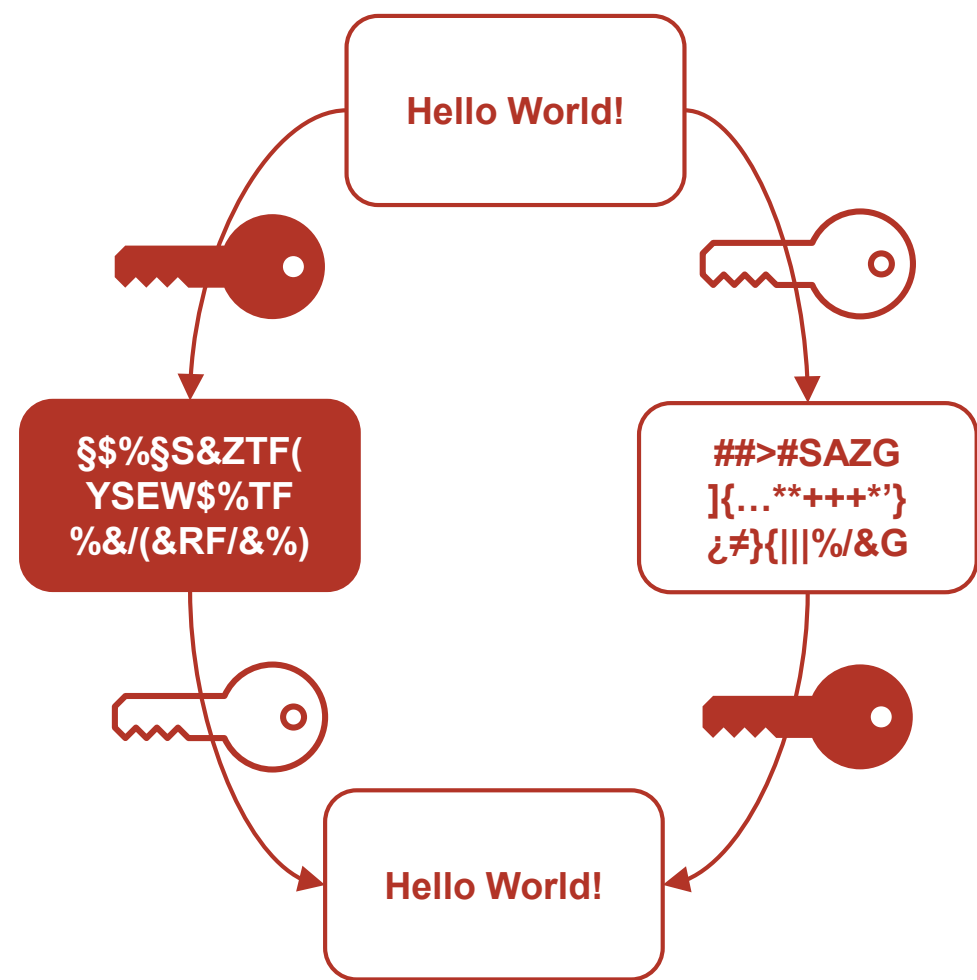 Hello World!
§$%§S&ZTF(
YSEW$%TF
%&/(&RF/&%)
##>#SAZG
]{…**+++*’}
¿≠}{|||%/&G
Hello World!